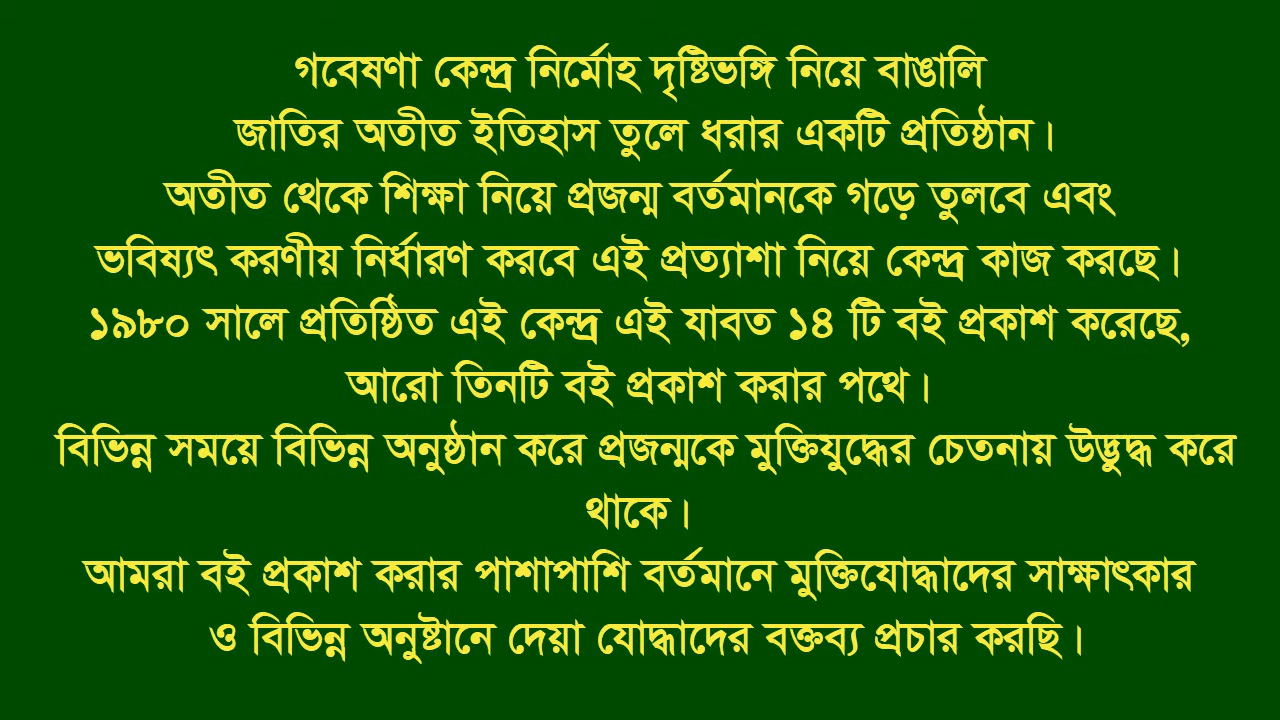 গবেষণা কেন্দ্র নির্মোহ দৃষ্টিভঙ্গি নিয়ে বাঙালি
জাতির অতীত ইতিহাস তুলে ধরার একটি প্রতিষ্ঠান।
অতীত থেকে শিক্ষা নিয়ে প্রজন্ম বর্তমানকে গড়ে তুলবে এবং
ভবিষ্যৎ করণীয় নির্ধারণ করবে এই প্রত্যাশা নিয়ে কেন্দ্র কাজ করছে।
১৯৮০ সালে প্রতিষ্ঠিত এই কেন্দ্র এই যাবত ১৪ টি বই প্রকাশ করেছে,
আরো তিনটি বই প্রকাশ করার পথে।
বিভিন্ন সময়ে বিভিন্ন অনুষ্ঠান করে প্রজন্মকে মুক্তিযুদ্ধের চেতনায় উদ্ভুদ্ধ করে
থাকে।
আমরা বই প্রকাশ করার পাশাপাশি বর্তমানে মুক্তিযোদ্ধাদের সাক্ষাৎকার
ও বিভিন্ন অনুষ্টানে দেয়া যোদ্ধাদের বক্তব্য প্রচার করছি।